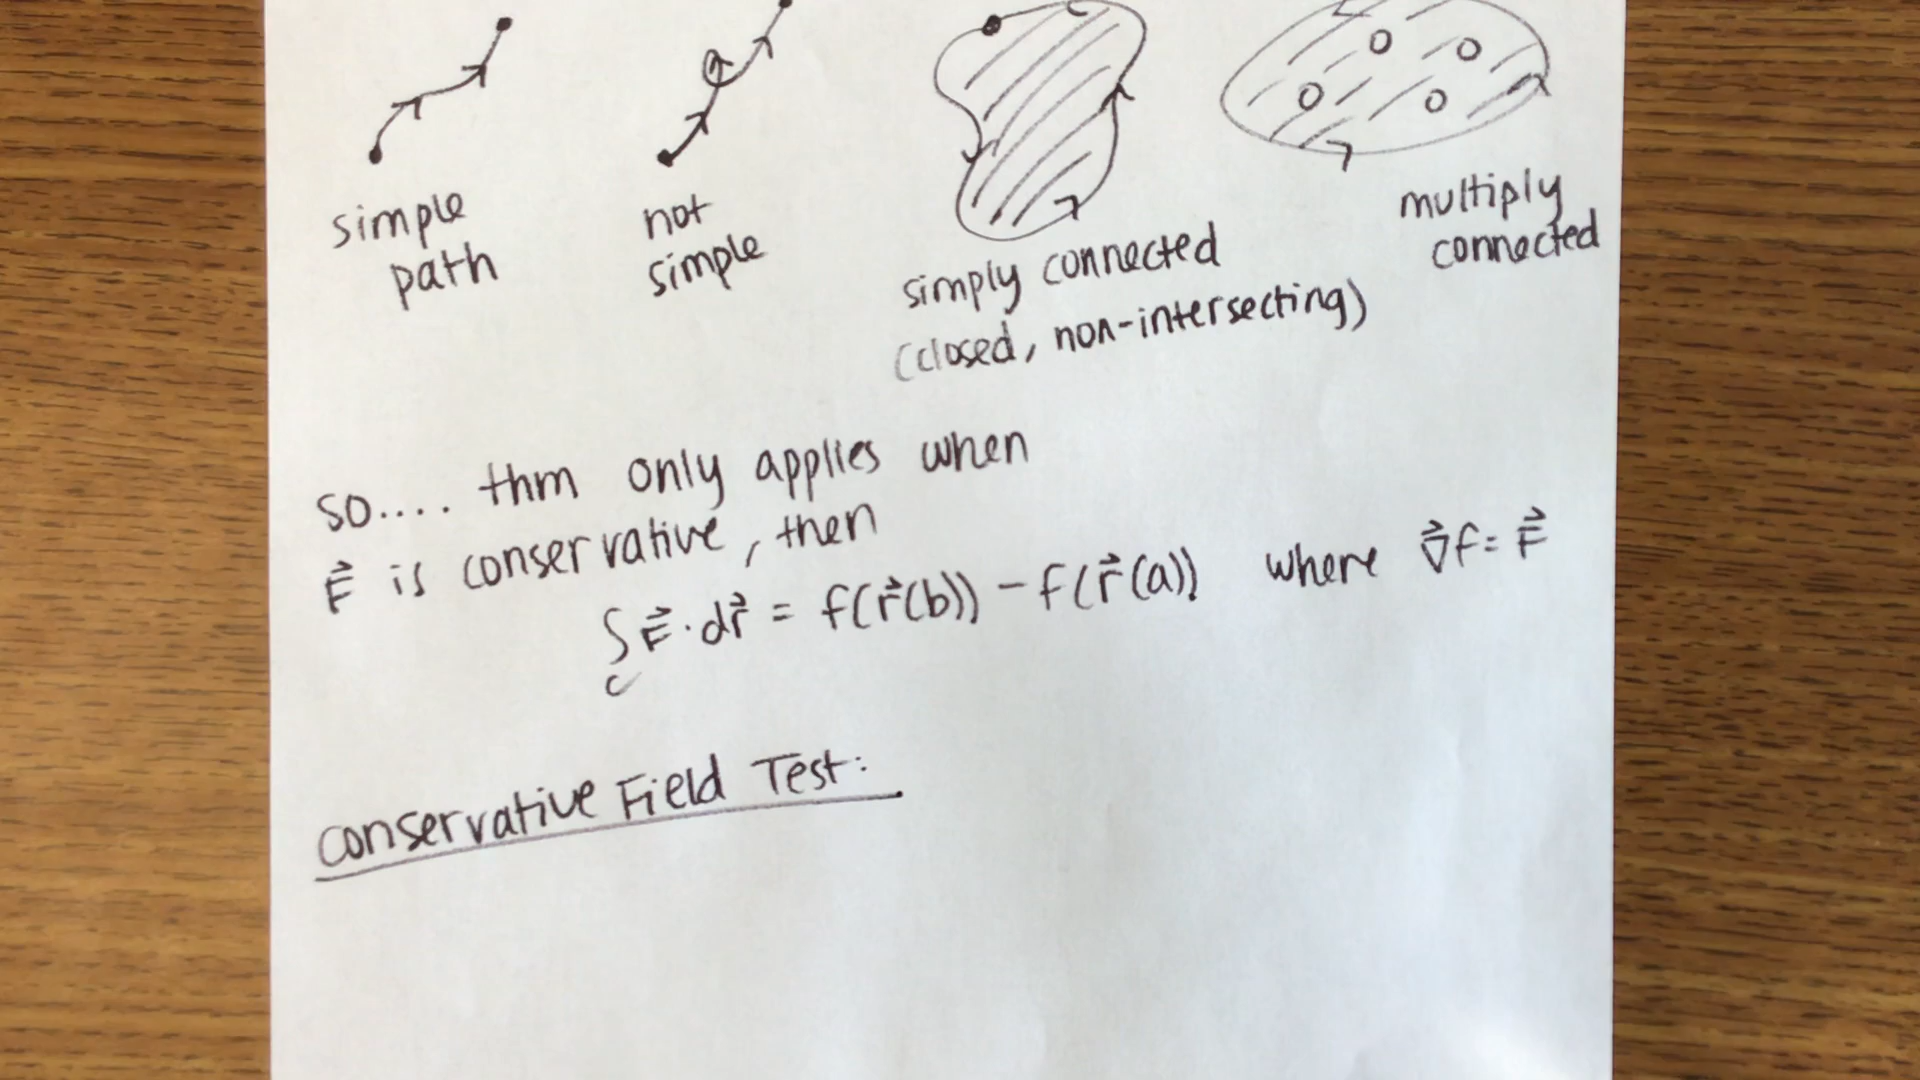 simple
path
not
simple
simply connected
(closed, non-intersecting)
multiply
connected
so.... thm only applies when
F⃗ is conservative, then
∫_C F⃗ · dr⃗ = f(r⃗(b)) - f(r⃗(a)) where ∇⃗f = F⃗
Conservative Field Test: